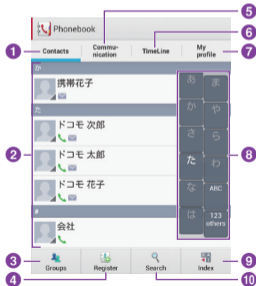 Phonebook
5
6
1
Contacts
Commu-
nication
TimeLine
My
profile
7
か
あ
ま
携帯花子
か
や
た
さ
ら
ドコモ 次郎
2
ドコモ 太郎
た
わ
8
ドコモ 花子
な
ABC
#
は
123
others
会社
3
Groups
Register
Search
Index
9
4
10